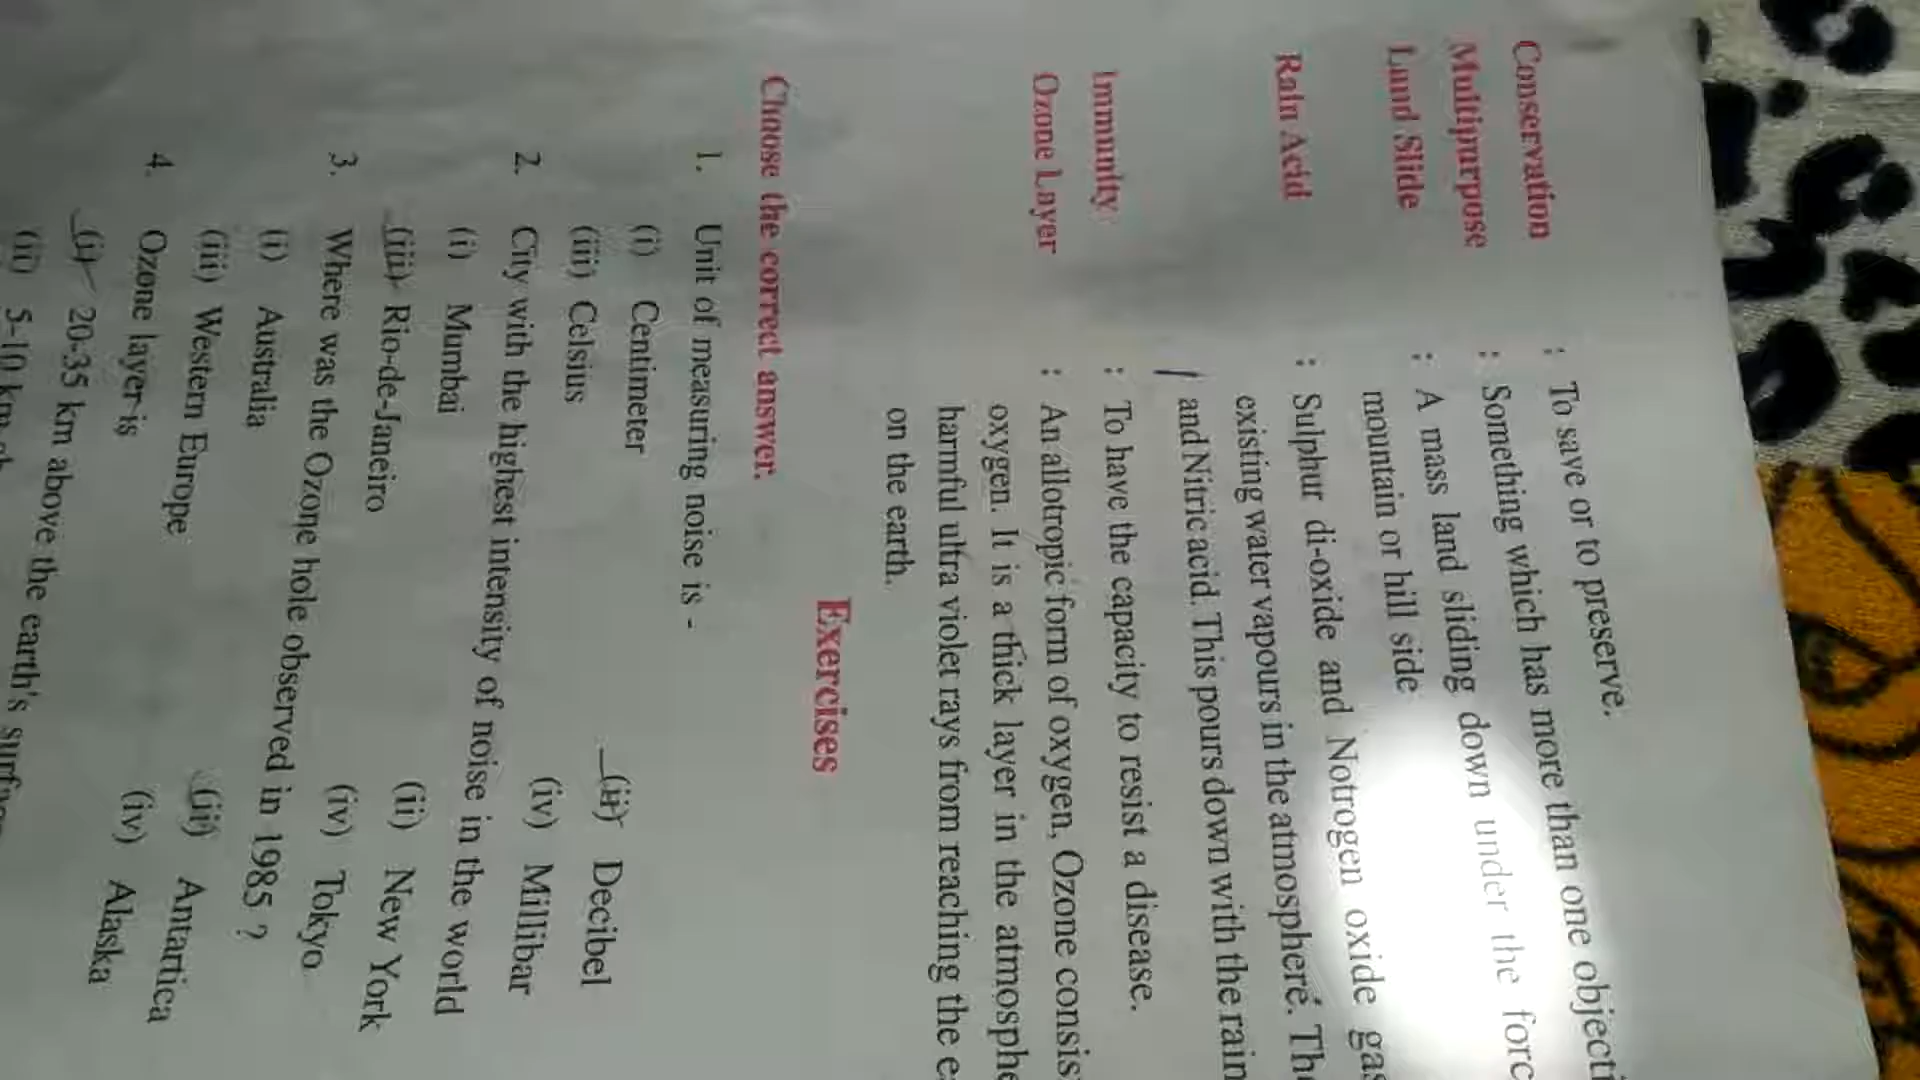 Conservation : To save or to preserve.
Multipurpose : Something which has more than one objecti
Land Slide : A mass land sliding down under the forc
mountain or hill side
Rain Acid : Sulphur di-oxide and Notrogen oxide gas
existing water vapours in the atmosphere. The
and Nitric acid. This pours down with the rain
Immunity : To have the capacity to resist a disease.
Ozone Layer : An allotropic form of oxygen, Ozone consis
oxygen. It is a thick layer in the atmosphe
harmful ultra violet rays from reaching the ea
on the earth.
Exercises
Choose the correct answer.
1. Unit of measuring noise is -
(i) Centimeter (ii) Decibel
(iii) Celsius (iv) Millibar
2. City with the highest intensity of noise in the world
(i) Mumbai (ii) New York
(iii) Rio-de-Janeiro (iv) Tokyo
3. Where was the Ozone hole observed in 1985 ?
(i) Australia (ii) Antartica
(iii) Western Europe (iv) Alaska
4. Ozone layer is
(i) 20-35 km above the earth's surface
(ii) 5-10 km